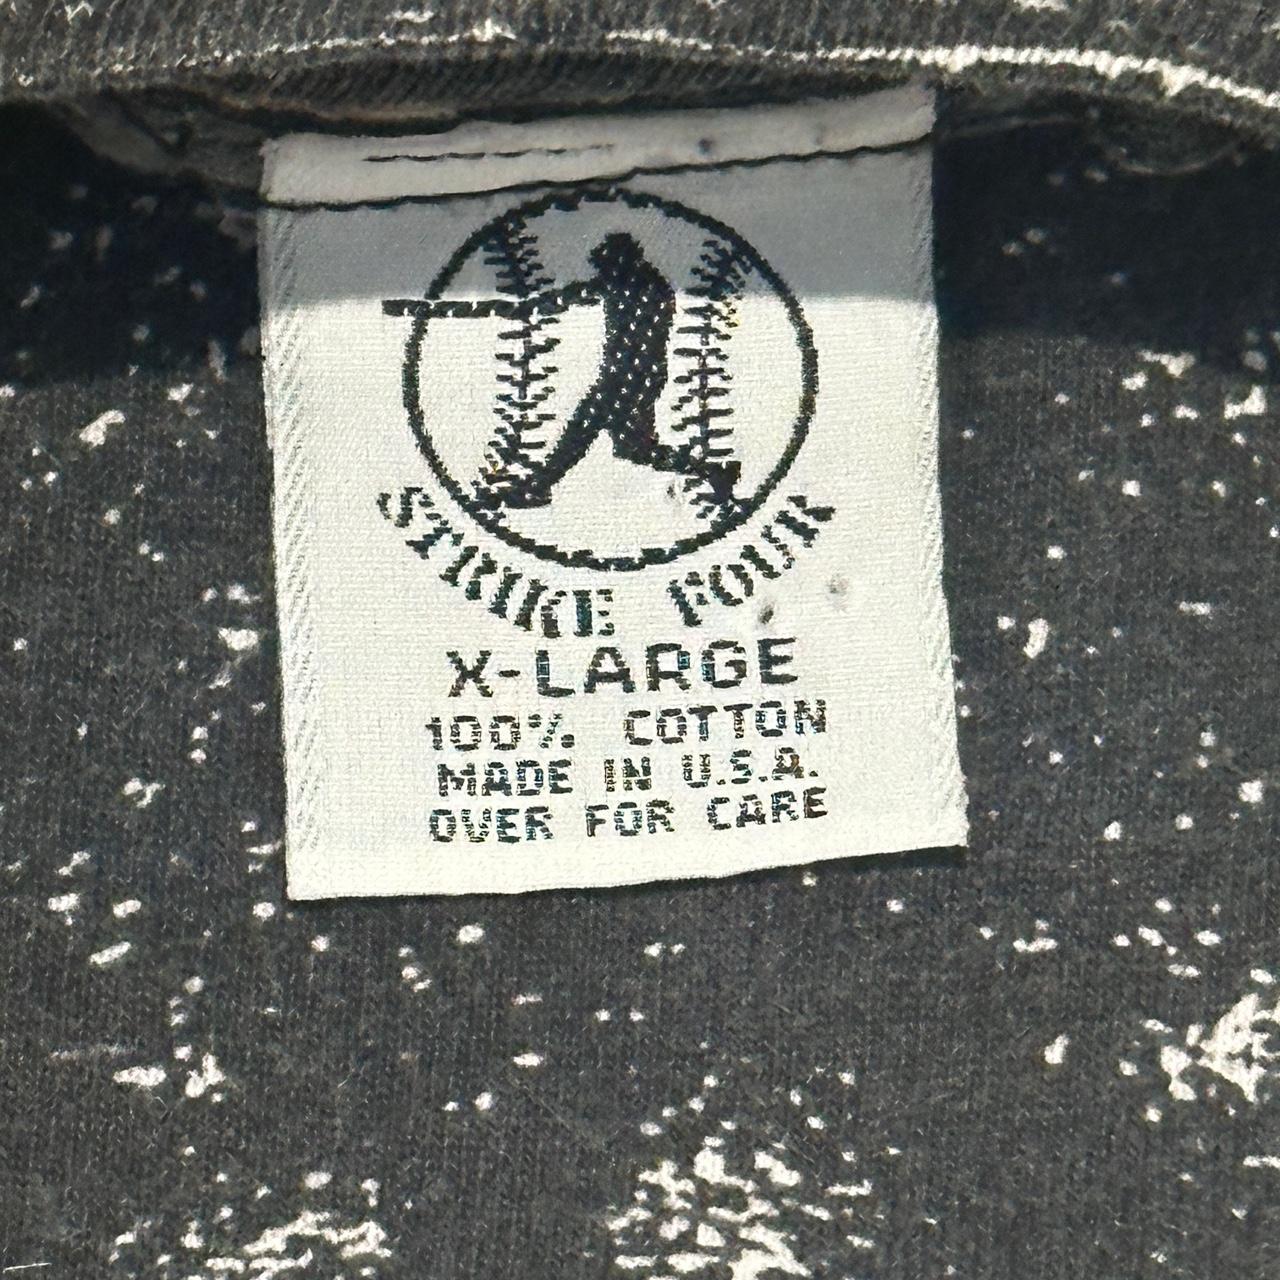 STRIKE FOUR
X-LARGE
100% COTTON
MADE IN U.S.A.
OVER FOR CARE